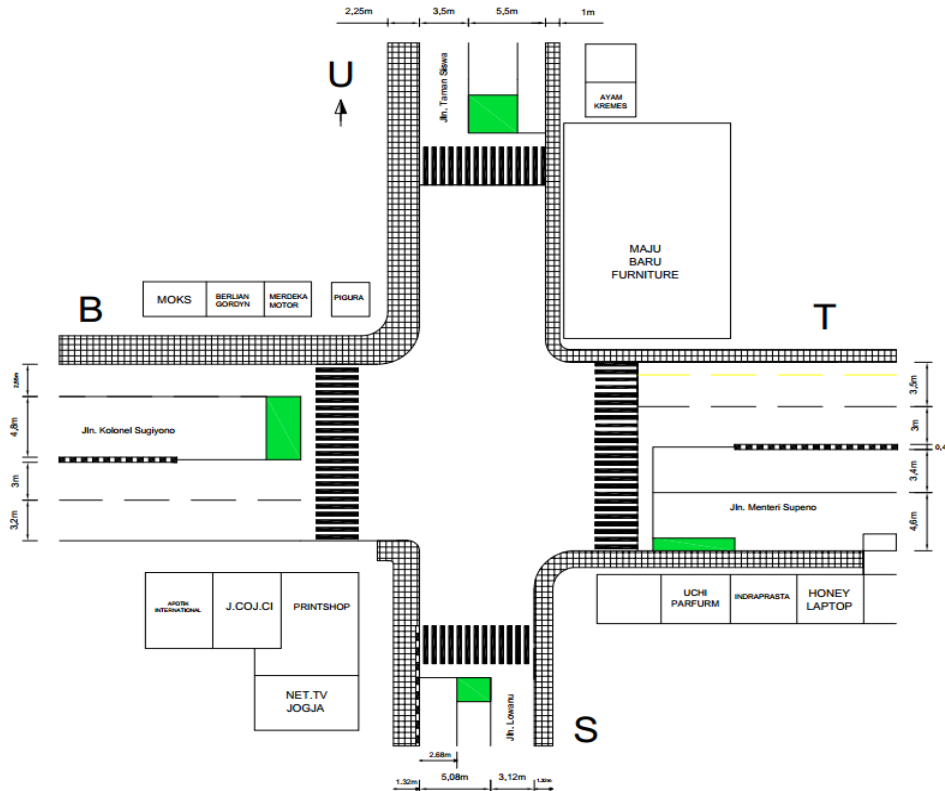 2,25m 3,5m 5,5m 1m
U
Jln. Taman Siswa
AYAM
KREMES
MAJU
BARU
FURNITURE
B
MOKS
BERLIAN
GORDYN
MERDEKA
MOTOR
PIGURA
T
4,8m
3m
3,2m
Jln. Kolonel Sugiyono
3,5m
3m
0,4
3,4m
4,6m
Jln. Menteri Supeno
APOTIK
INTERNATIONAL
J.COJ.CI
PRINTSHOP
NET.TV
JOGJA
UCHI
PARFURM
INDRAPRASTA
HONEY
LAPTOP
Jln. Lowanu
S
2.68m
1.32m 5,08m 3,12m